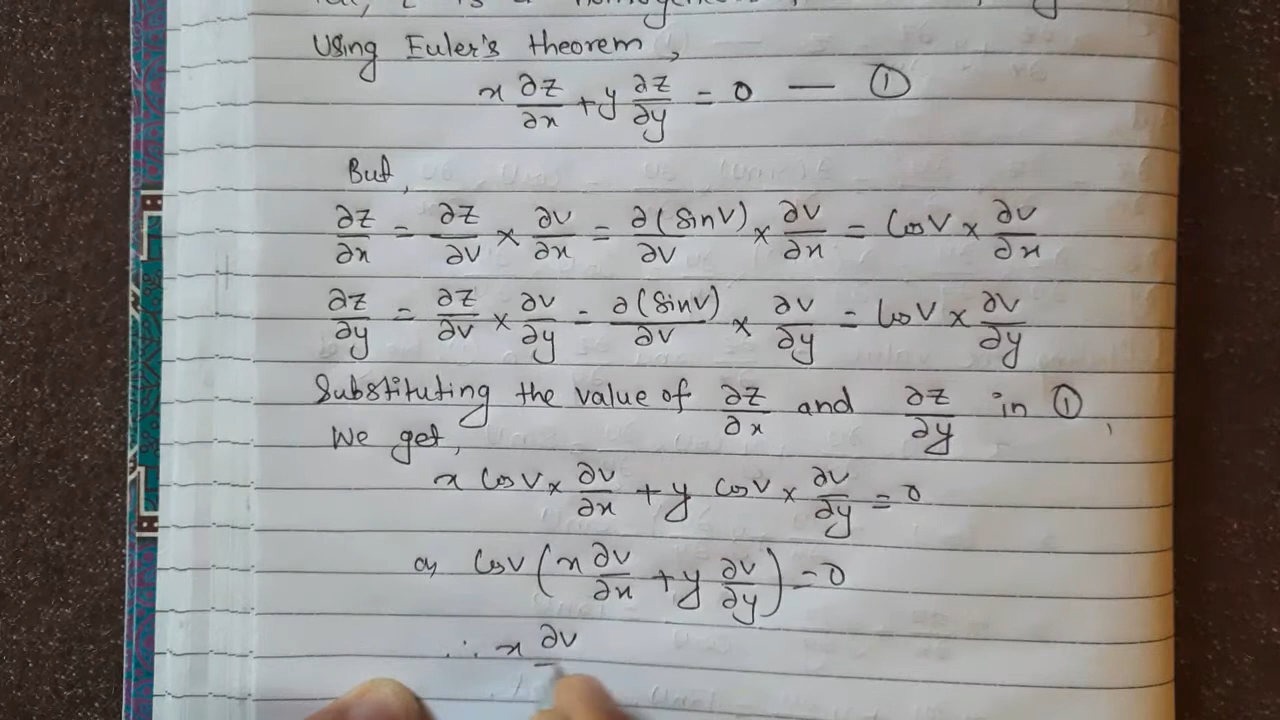 z is a
Using Euler's theorem,
x ∂z/∂x + y ∂z/∂y = 0 — ①
But,
∂z/∂x = ∂z/∂v × ∂v/∂x = ∂(sinv)/∂v × ∂v/∂x = Cosv × ∂v/∂x
∂z/∂y = ∂z/∂v × ∂v/∂y = ∂(sinv)/∂v × ∂v/∂y = Cosv × ∂v/∂y
Substituting the value of ∂z/∂x and ∂z/∂y in ①,
We get,
x Cosv × ∂v/∂x + y Cosv × ∂v/∂y = 0
or, Cosv (x ∂v/∂x + y ∂v/∂y) = 0
∴ x ∂v